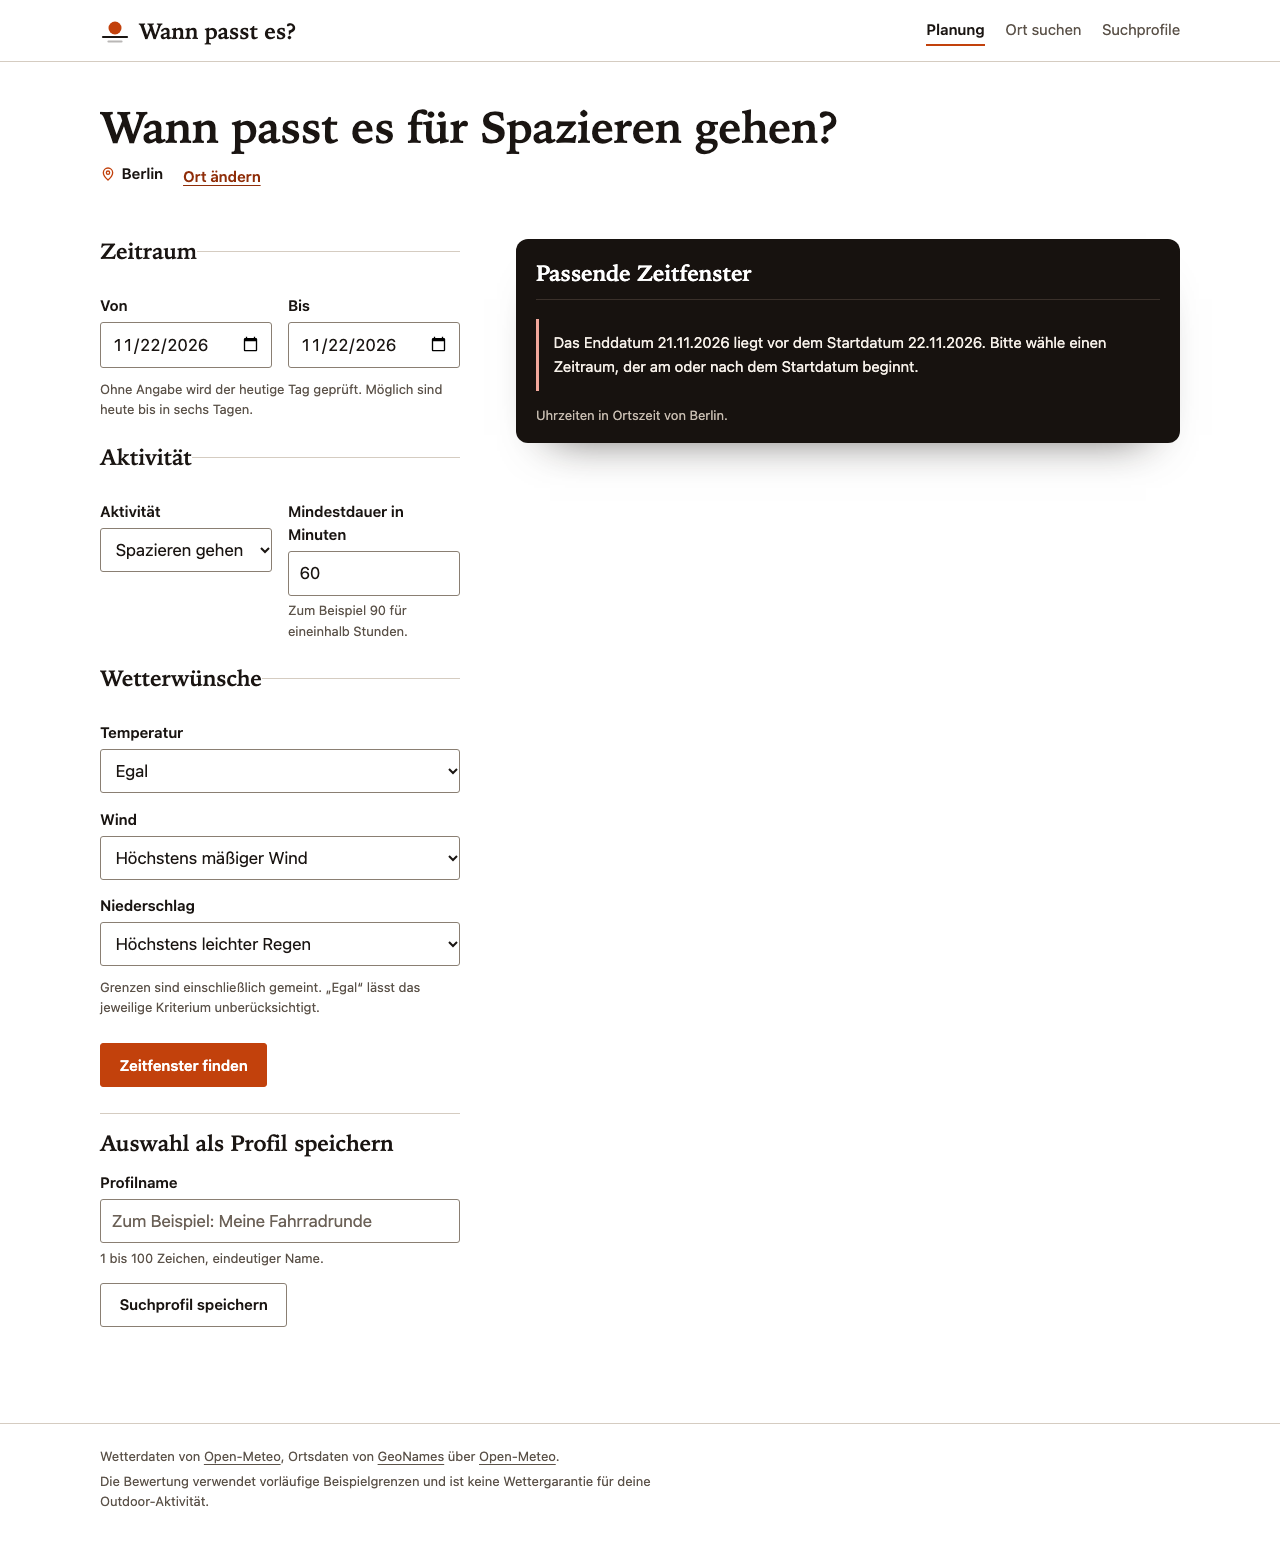 Wann passt es?
Planung
Ort suchen
Suchprofile
Wann passt es für Spazieren gehen?
Berlin
Ort ändern
Zeitraum
Von
Bis
11/22/2026
11/22/2026
Ohne Angabe wird der heutige Tag geprüft. Möglich sind
heute bis in sechs Tagen.
Aktivität
Aktivität
Spazieren gehen
Mindestdauer in
Minuten
60
Zum Beispiel 90 für
eineinhalb Stunden.
Wetterwünsche
Temperatur
Egal
Wind
Höchstens mäßiger Wind
Niederschlag
Höchstens leichter Regen
Grenzen sind einschließlich gemeint. „Egal“ lässt das
jeweilige Kriterium unberücksichtigt.
Zeitfenster finden
Auswahl als Profil speichern
Profilname
Zum Beispiel: Meine Fahrradrunde
1 bis 100 Zeichen, eindeutiger Name.
Suchprofil speichern
Passende Zeitfenster
Das Enddatum 21.11.2026 liegt vor dem Startdatum 22.11.2026. Bitte wähle einen
Zeitraum, der am oder nach dem Startdatum beginnt.
Uhrzeiten in Ortszeit von Berlin.
Wetterdaten von Open-Meteo, Ortsdaten von GeoNames über Open-Meteo.
Die Bewertung verwendet vorläufige Beispielgrenzen und ist keine Wettergarantie für deine
Outdoor-Aktivität.